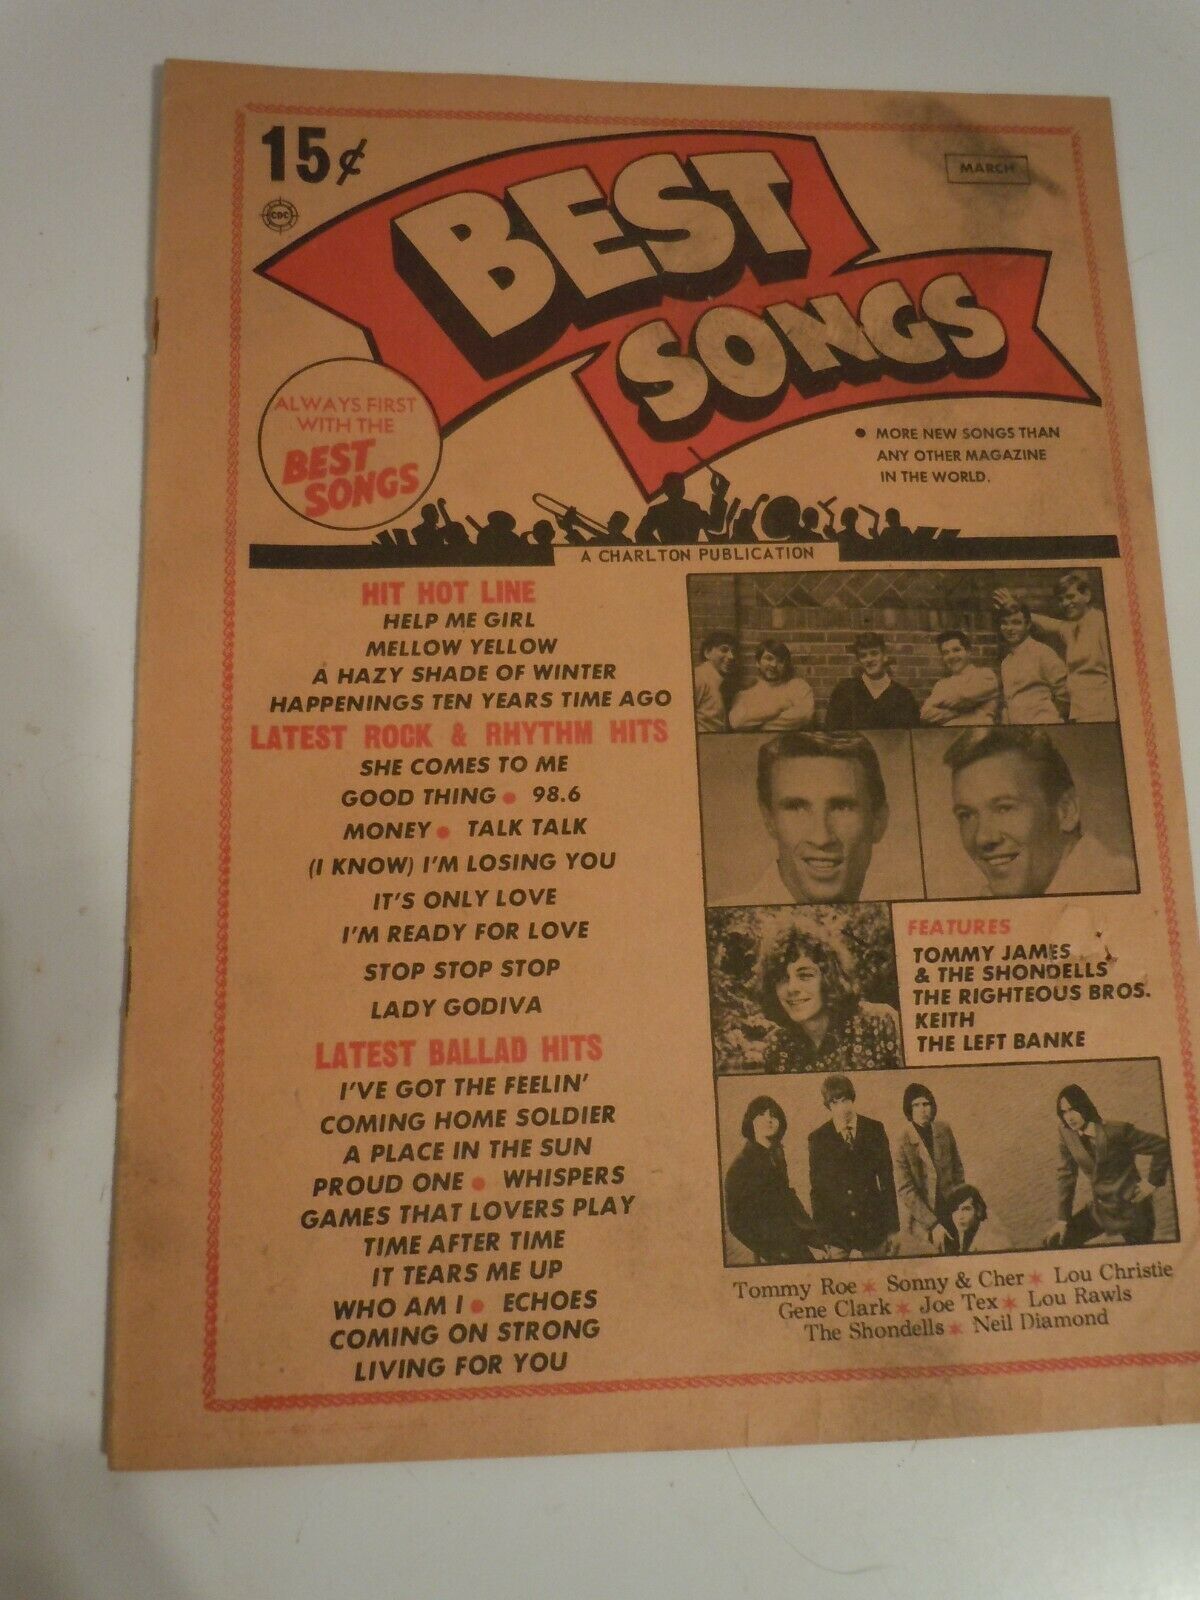 15¢
CDC
MARCH
BEST
SONGS
ALWAYS FIRST
WITH THE
BEST
SONGS
• MORE NEW SONGS THAN
ANY OTHER MAGAZINE
IN THE WORLD.
A CHARLTON PUBLICATION
HIT HOT LINE
HELP ME GIRL
MELLOW YELLOW
A HAZY SHADE OF WINTER
HAPPENINGS TEN YEARS TIME AGO
LATEST ROCK & RHYTHM HITS
SHE COMES TO ME
GOOD THING • 98.6
MONEY • TALK TALK
(I KNOW) I'M LOSING YOU
IT'S ONLY LOVE
I'M READY FOR LOVE
STOP STOP STOP
LADY GODIVA
LATEST BALLAD HITS
I'VE GOT THE FEELIN'
COMING HOME SOLDIER
A PLACE IN THE SUN
PROUD ONE • WHISPERS
GAMES THAT LOVERS PLAY
TIME AFTER TIME
IT TEARS ME UP
WHO AM I • ECHOES
COMING ON STRONG
LIVING FOR YOU
FEATURES
TOMMY JAMES
& THE SHONDELLS
THE RIGHTEOUS BROS.
KEITH
THE LEFT BANKE
Tommy Roe ★ Sonny & Cher ★ Lou Christie
Gene Clark ★ Joe Tex ★ Lou Rawls
The Shondells ★ Neil Diamond